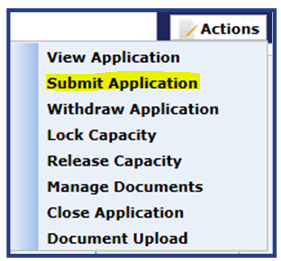 Actions
View Application
Submit Application
Withdraw Application
Lock Capacity
Release Capacity
Manage Documents
Close Application
Document Upload